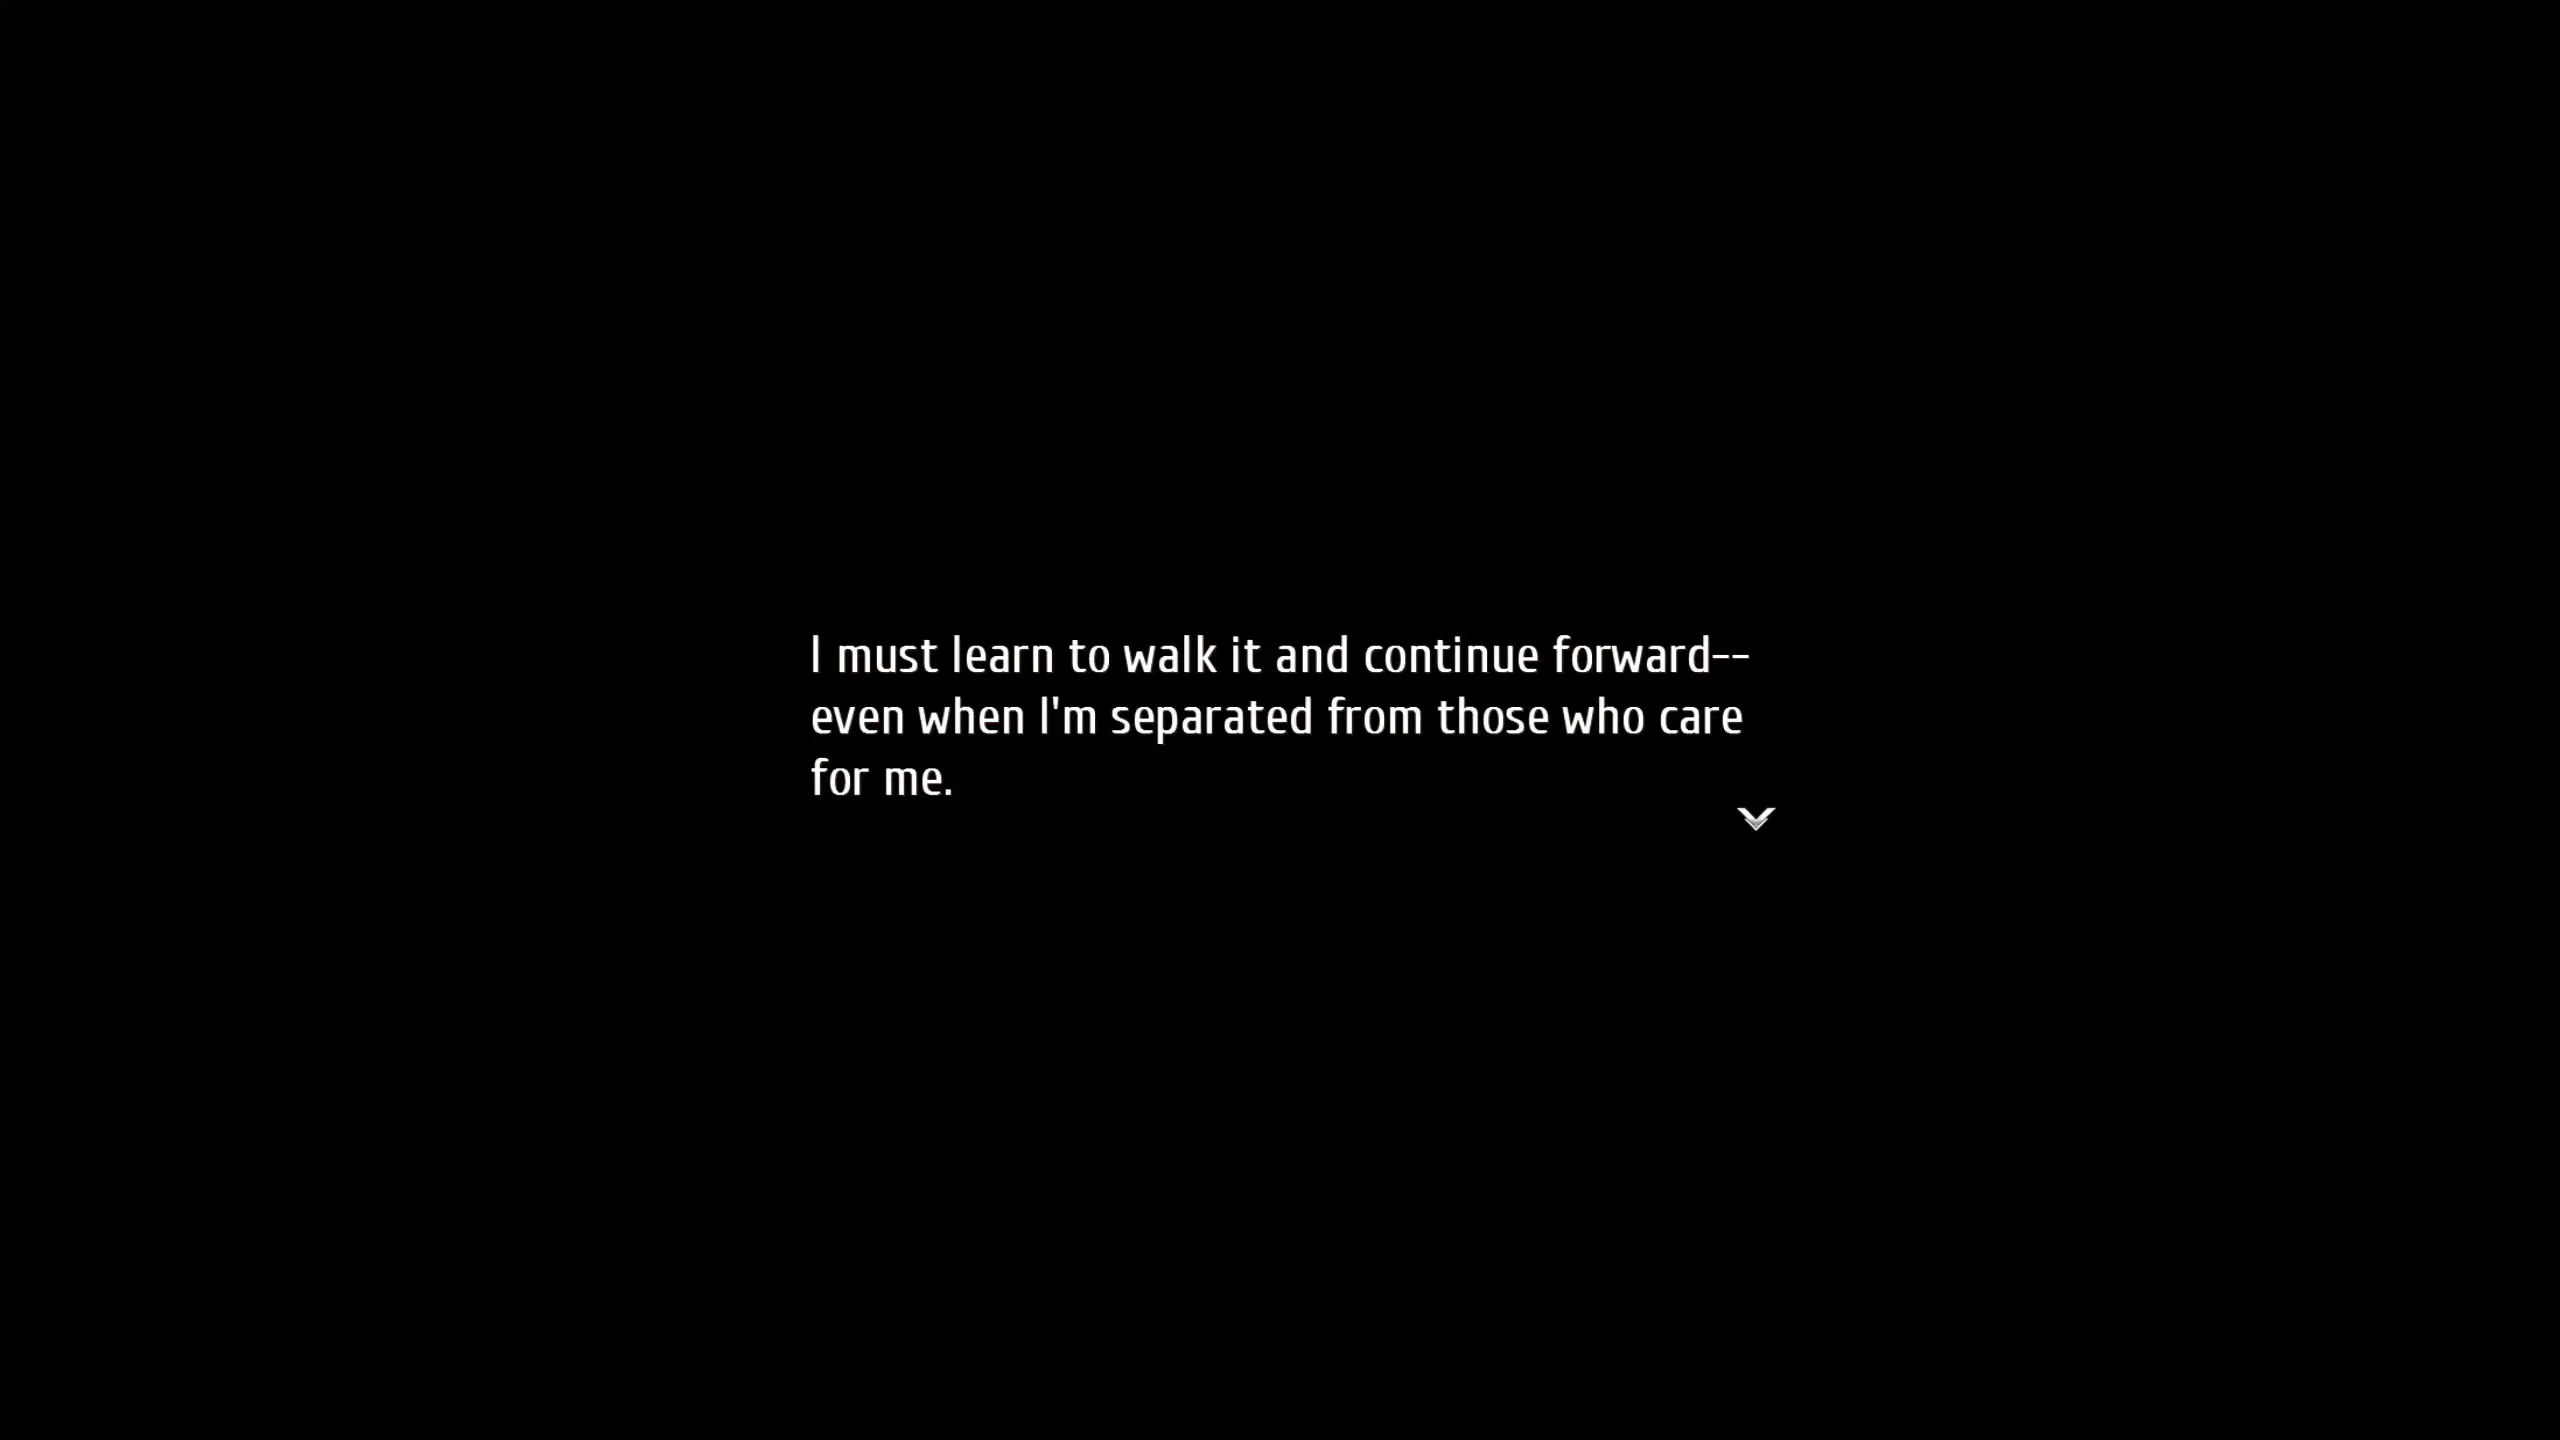 I must learn to walk it and continue forward--
even when I'm separated from those who care
for me.